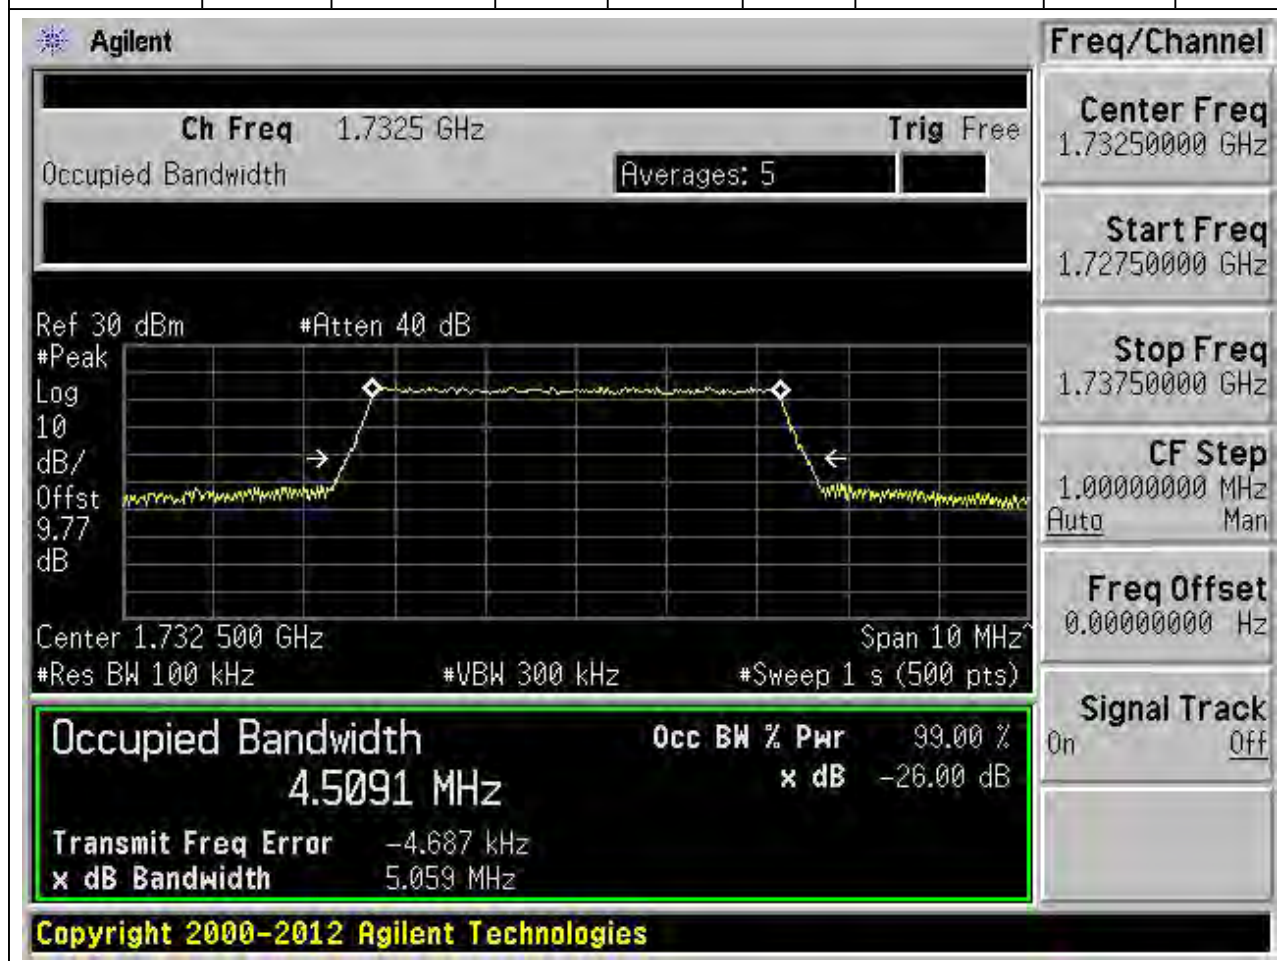 Agilent
Freq/Channel
Ch Freq 1.7325 GHz Trig Free
Occupied Bandwidth Averages: 5
Center Freq
1.73250000 GHz
Start Freq
1.72750000 GHz
Stop Freq
1.73750000 GHz
CF Step
1.00000000 MHz
Auto Man
Freq Offset
0.00000000 Hz
Signal Track
On Off
Ref 30 dBm #Atten 40 dB
#Peak
Log
10
dB/
Offst
9.77
dB
Center 1.732 500 GHz Span 10 MHz^
#Res BW 100 kHz #VBW 300 kHz #Sweep 1 s (500 pts)
Occupied Bandwidth Occ BW % Pwr 99.00 %
4.5091 MHz x dB -26.00 dB
Transmit Freq Error -4.687 kHz
x dB Bandwidth 5.059 MHz
Copyright 2000-2012 Agilent Technologies